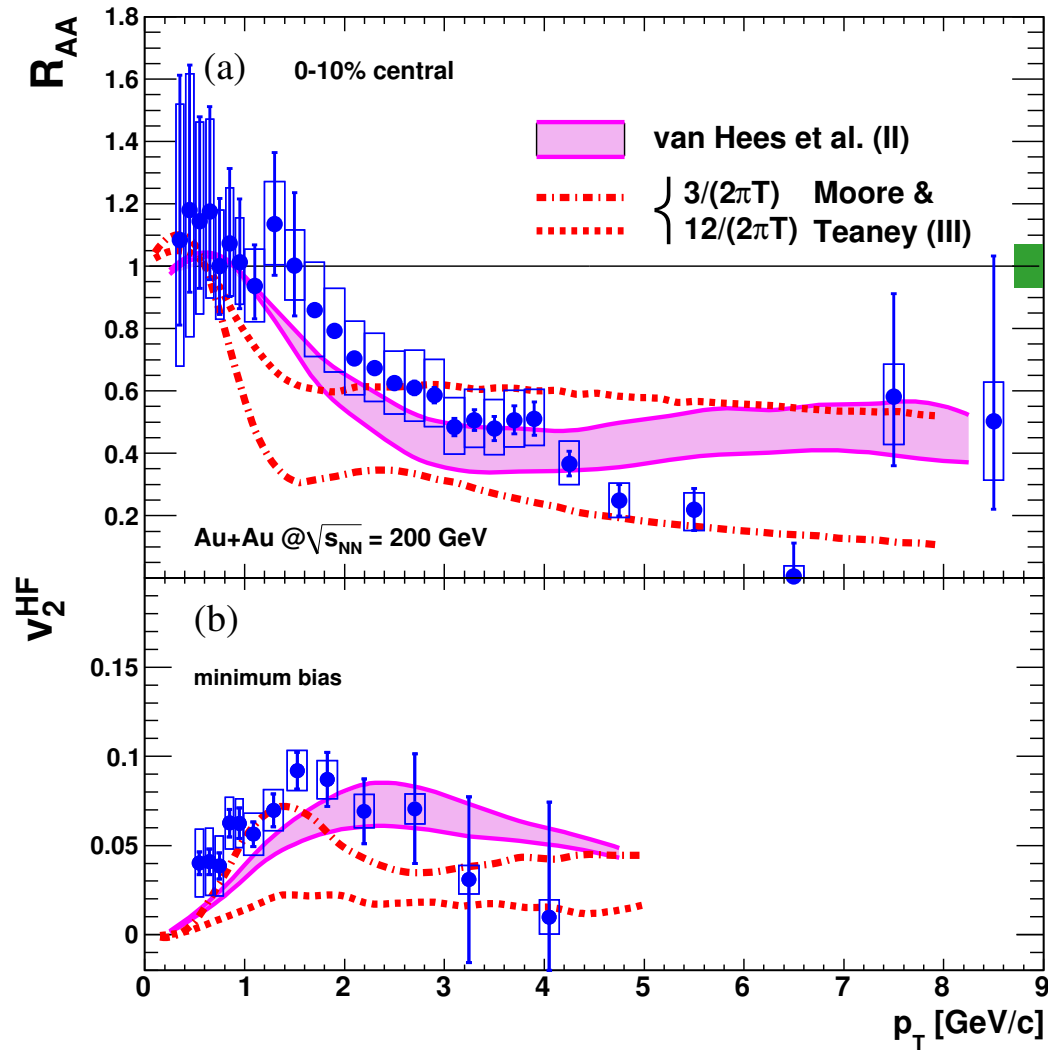 R_AA
1.8
1.6
1.4
1.2
1
0.8
0.6
0.4
0.2
(a) 0-10% central
van Hees et al. (II)
3/(2πT) Moore &
12/(2πT) Teaney (III)
Au+Au @√s_NN = 200 GeV
v_2^HF
0.15
0.1
0.05
0
(b)
minimum bias
0 1 2 3 4 5 6 7 8 9
p_T [GeV/c]